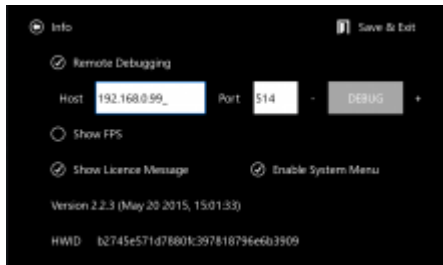 Info Save & Exit
Remote Debugging
Host 192.168.0.99_ Port 514 - DEBUG +
Show FPS
Show Licence Message Enable System Menu
Version 2.2.3 (May 20 2015, 15:01:33)
HWID b2745e571d7880fc397818796e6b3909